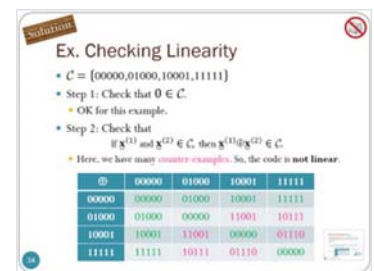 Solution
Ex. Checking Linearity
• C = {00000,01000,10001,11111}
• Step 1: Check that 0 ∈ C.
• OK for this example.
• Step 2: Check that
If x⁽¹⁾ and x⁽²⁾ ∈ C, then x⁽¹⁾⊕x⁽²⁾ ∈ C.
• Here, we have many counter-examples. So, the code is not linear.
⊕ 00000 01000 10001 11111
00000 00000 01000 10001 11111
01000 01000 00000 11001 10111
10001 10001 11001 00000 01110
11111 11111 10111 01110 00000